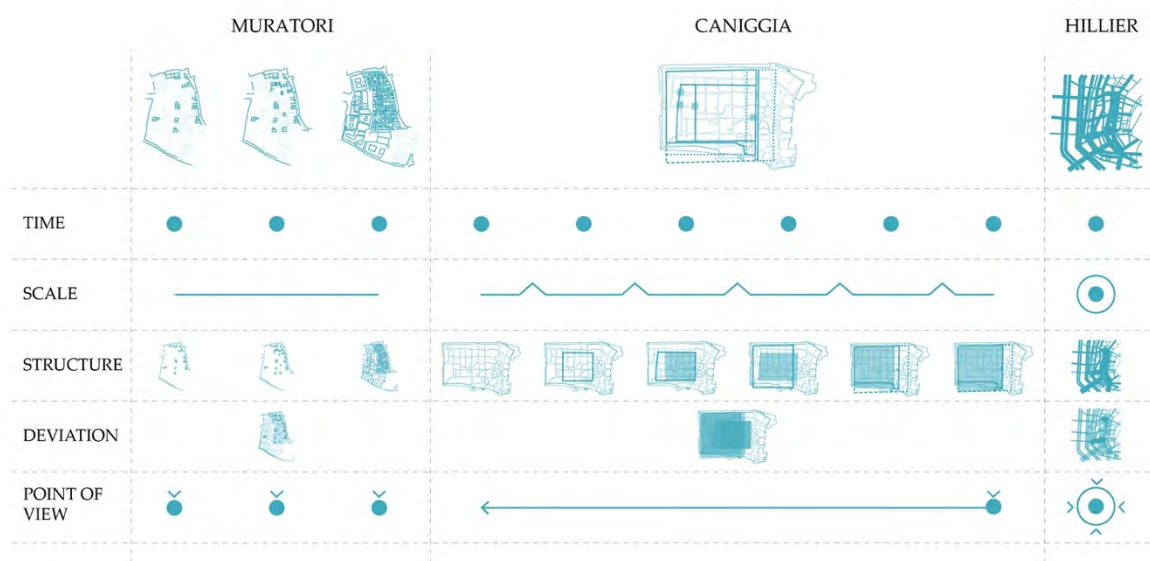 MURATORI
CANIGGIA
HILLIER
TIME
SCALE
STRUCTURE
DEVIATION
POINT OF
VIEW